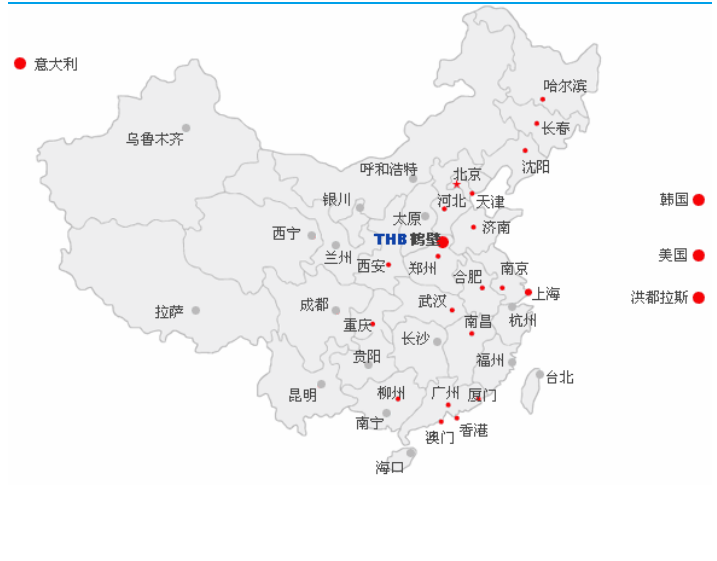 意大利
哈尔滨
长春
乌鲁木齐
沈阳
呼和浩特
北京
银川
河北
天津
韩国
太原
济南
西宁
THB 鹤壁
兰州
西安
郑州
美国
合肥
南京
上海
洪都拉斯
成都
武汉
拉萨
杭州
重庆
南昌
长沙
贵阳
福州
台北
昆明
柳州
广州
厦门
南宁
香港
澳门
海口